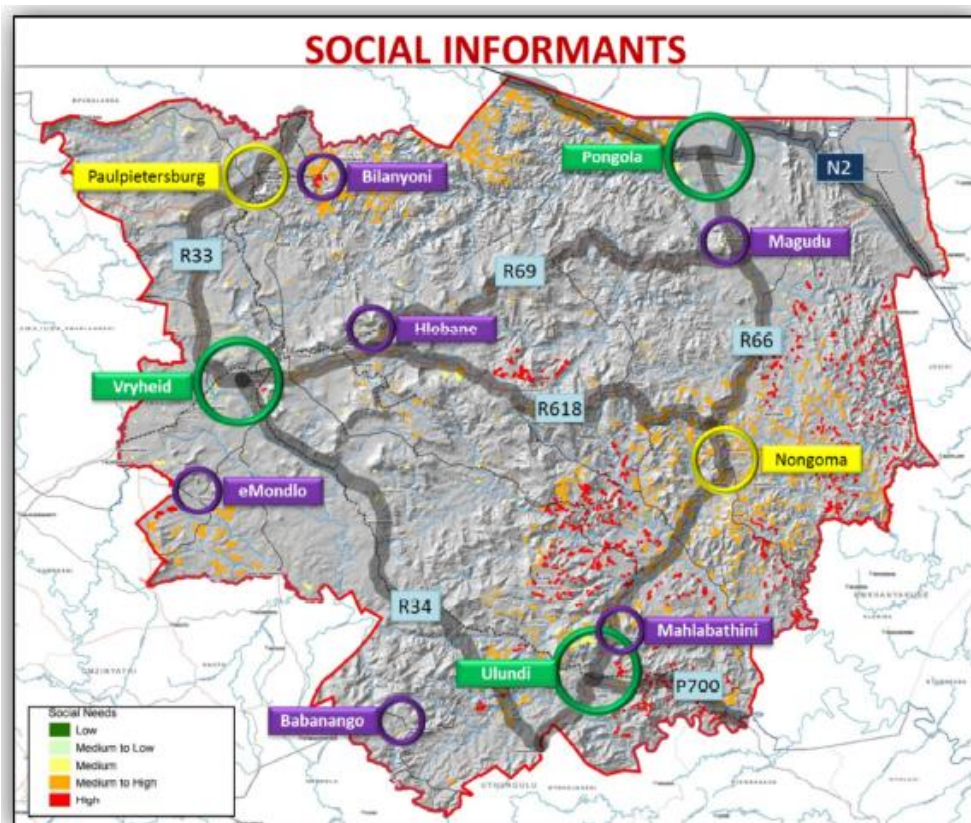 SOCIAL INFORMANTS
Pongola
Paulpietersburg
Bilanyoni
N2
Magudu
R33
R69
Hlobane
R66
Vryheid
R618
Nongoma
eMondlo
R34
Mahlabathini
Ulundi
P700
Babanango
Social Needs
Low
Medium to Low
Medium
Medium to High
High